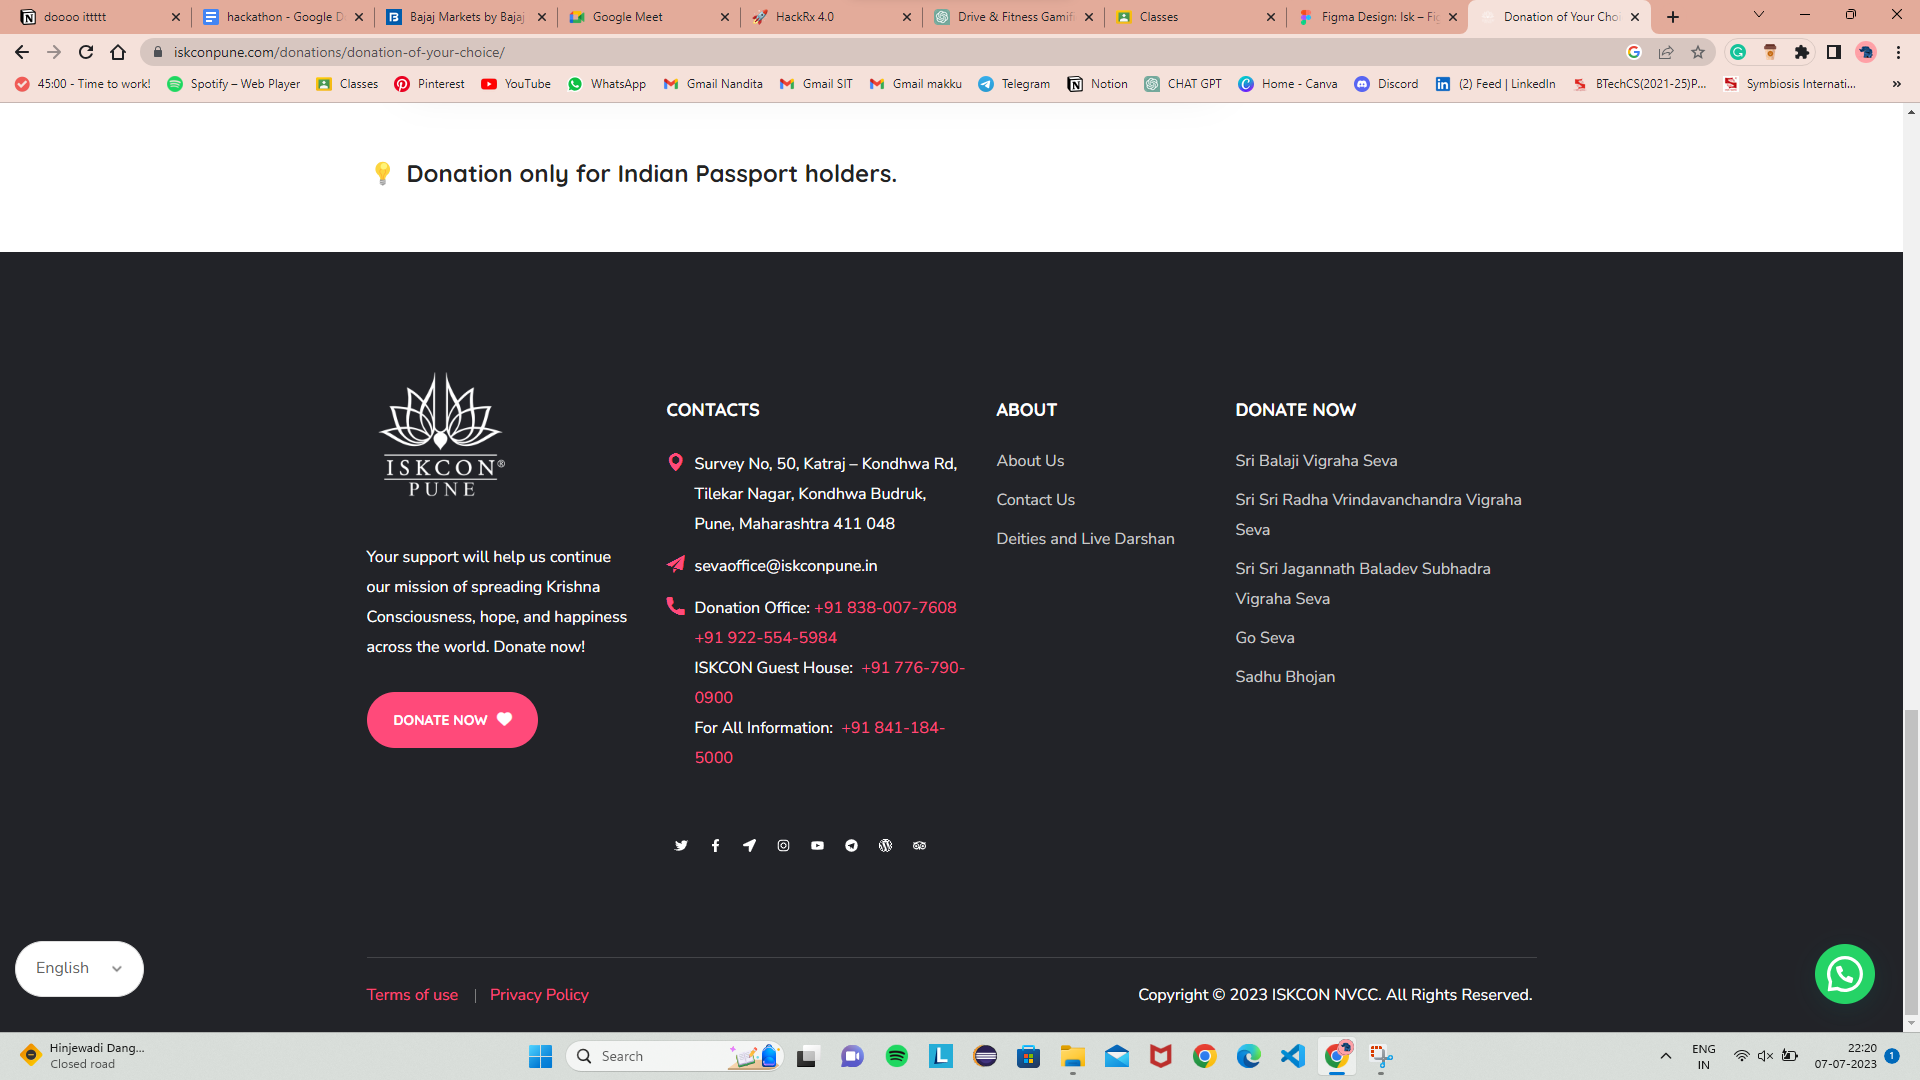 doooo ittttt
hackathon - Google D
Bajaj Markets by Bajaj
Google Meet
HackRx 4.0
Drive & Fitness Gamifi
Classes
Figma Design: Isk – Fig
Donation of Your Choi
iskconpune.com/donations/donation-of-your-choice/
45:00 - Time to work!
Spotify – Web Player
Classes
Pinterest
YouTube
WhatsApp
Gmail Nandita
Gmail SIT
Gmail makku
Telegram
Notion
CHAT GPT
Home - Canva
Discord
(2) Feed | LinkedIn
BTechCS(2021-25)P...
Symbiosis Internati...
Donation only for Indian Passport holders.
ISKCON®
PUNE
Your support will help us continue
our mission of spreading Krishna
Consciousness, hope, and happiness
across the world. Donate now!
DONATE NOW
CONTACTS
Survey No, 50, Katraj – Kondhwa Rd,
Tilekar Nagar, Kondhwa Budruk,
Pune, Maharashtra 411 048
sevaoffice@iskconpune.in
Donation Office: +91 838-007-7608
+91 922-554-5984
ISKCON Guest House: +91 776-790-
0900
For All Information: +91 841-184-
5000
ABOUT
About Us
Contact Us
Deities and Live Darshan
DONATE NOW
Sri Balaji Vigraha Seva
Sri Sri Radha Vrindavanchandra Vigraha
Seva
Sri Sri Jagannath Baladev Subhadra
Vigraha Seva
Go Seva
Sadhu Bhojan
English
Terms of use | Privacy Policy
Copyright © 2023 ISKCON NVCC. All Rights Reserved.
Hinjewadi Dang...
Closed road
Search
ENG
IN
22:20
07-07-2023
1